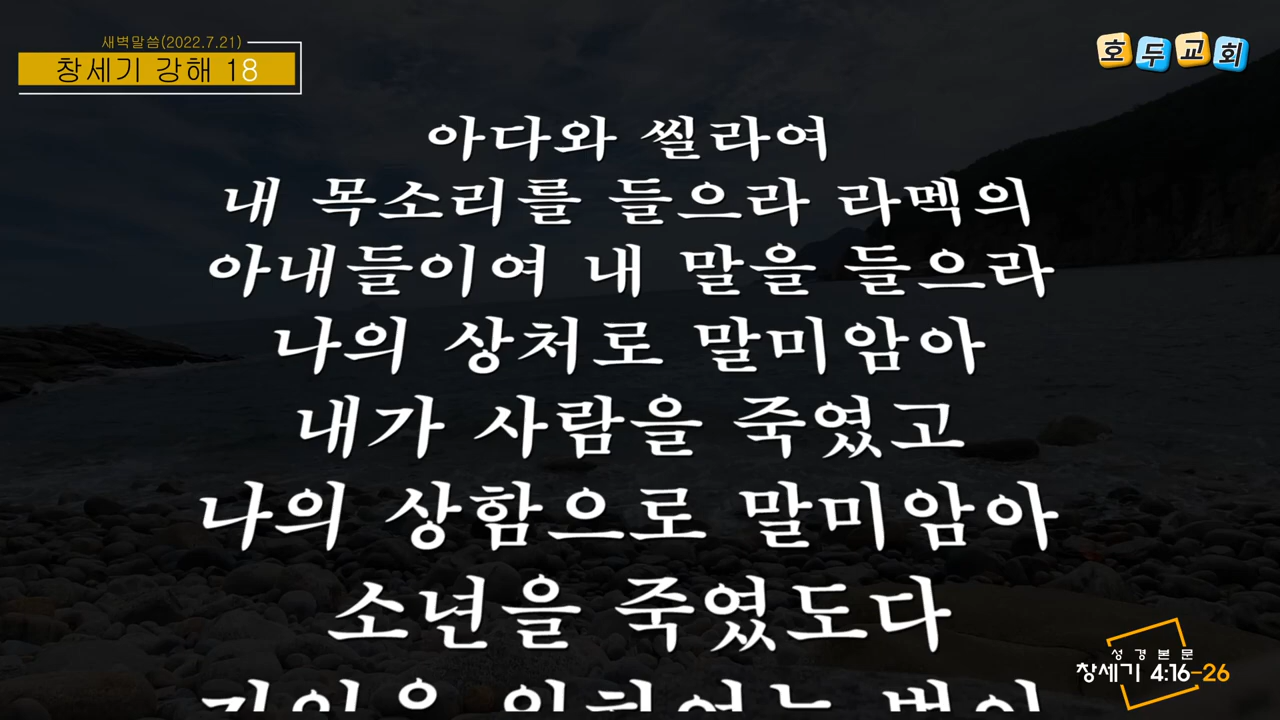 새벽말씀(2022.7.21)
창세기 강해 18
호두교회
아다와 씰라여
내 목소리를 들으라 라멕의
아내들이여 내 말을 들으라
나의 상처로 말미암아
내가 사람을 죽였고
나의 상함으로 말미암아
소년을 죽였도다
성경본문
창세기 4:16-26